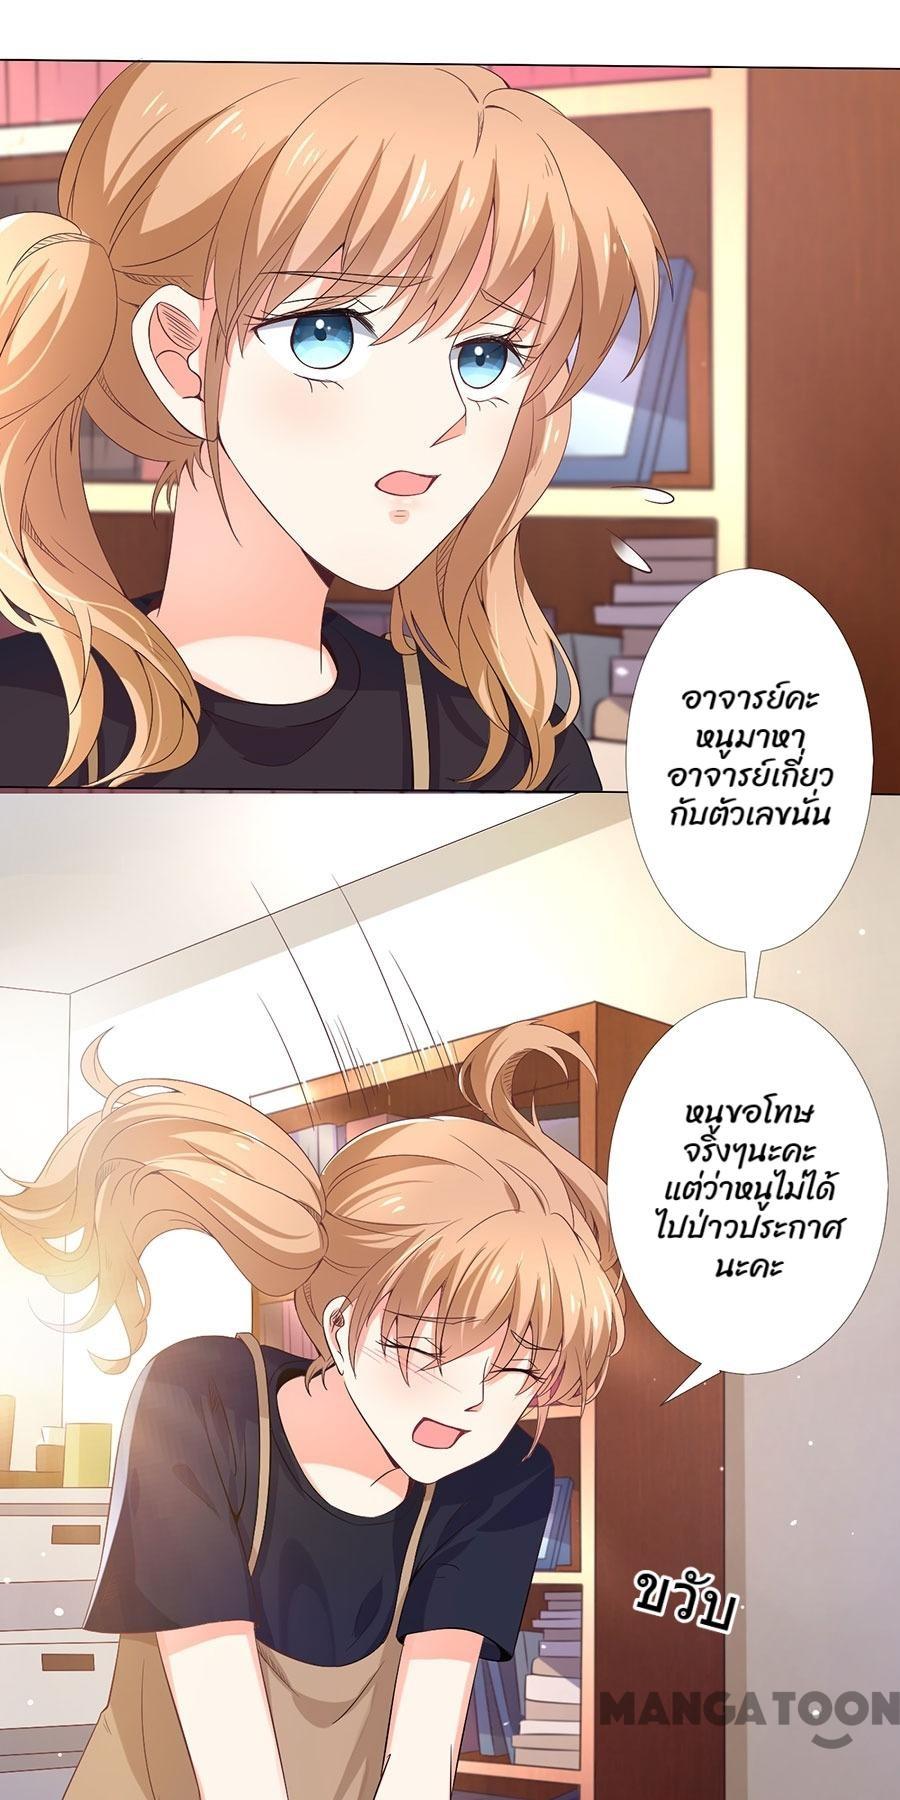 อาจารย์คะ
หนูมาหา
อาจารย์เกี่ยว
กับตัวเลขนั่น
หนูขอโทษ
จริงๆนะคะ
แต่ว่าหนูไม่ได้
ไปป่าวประกาศ
นะคะ
ขวับ
MANGATOON